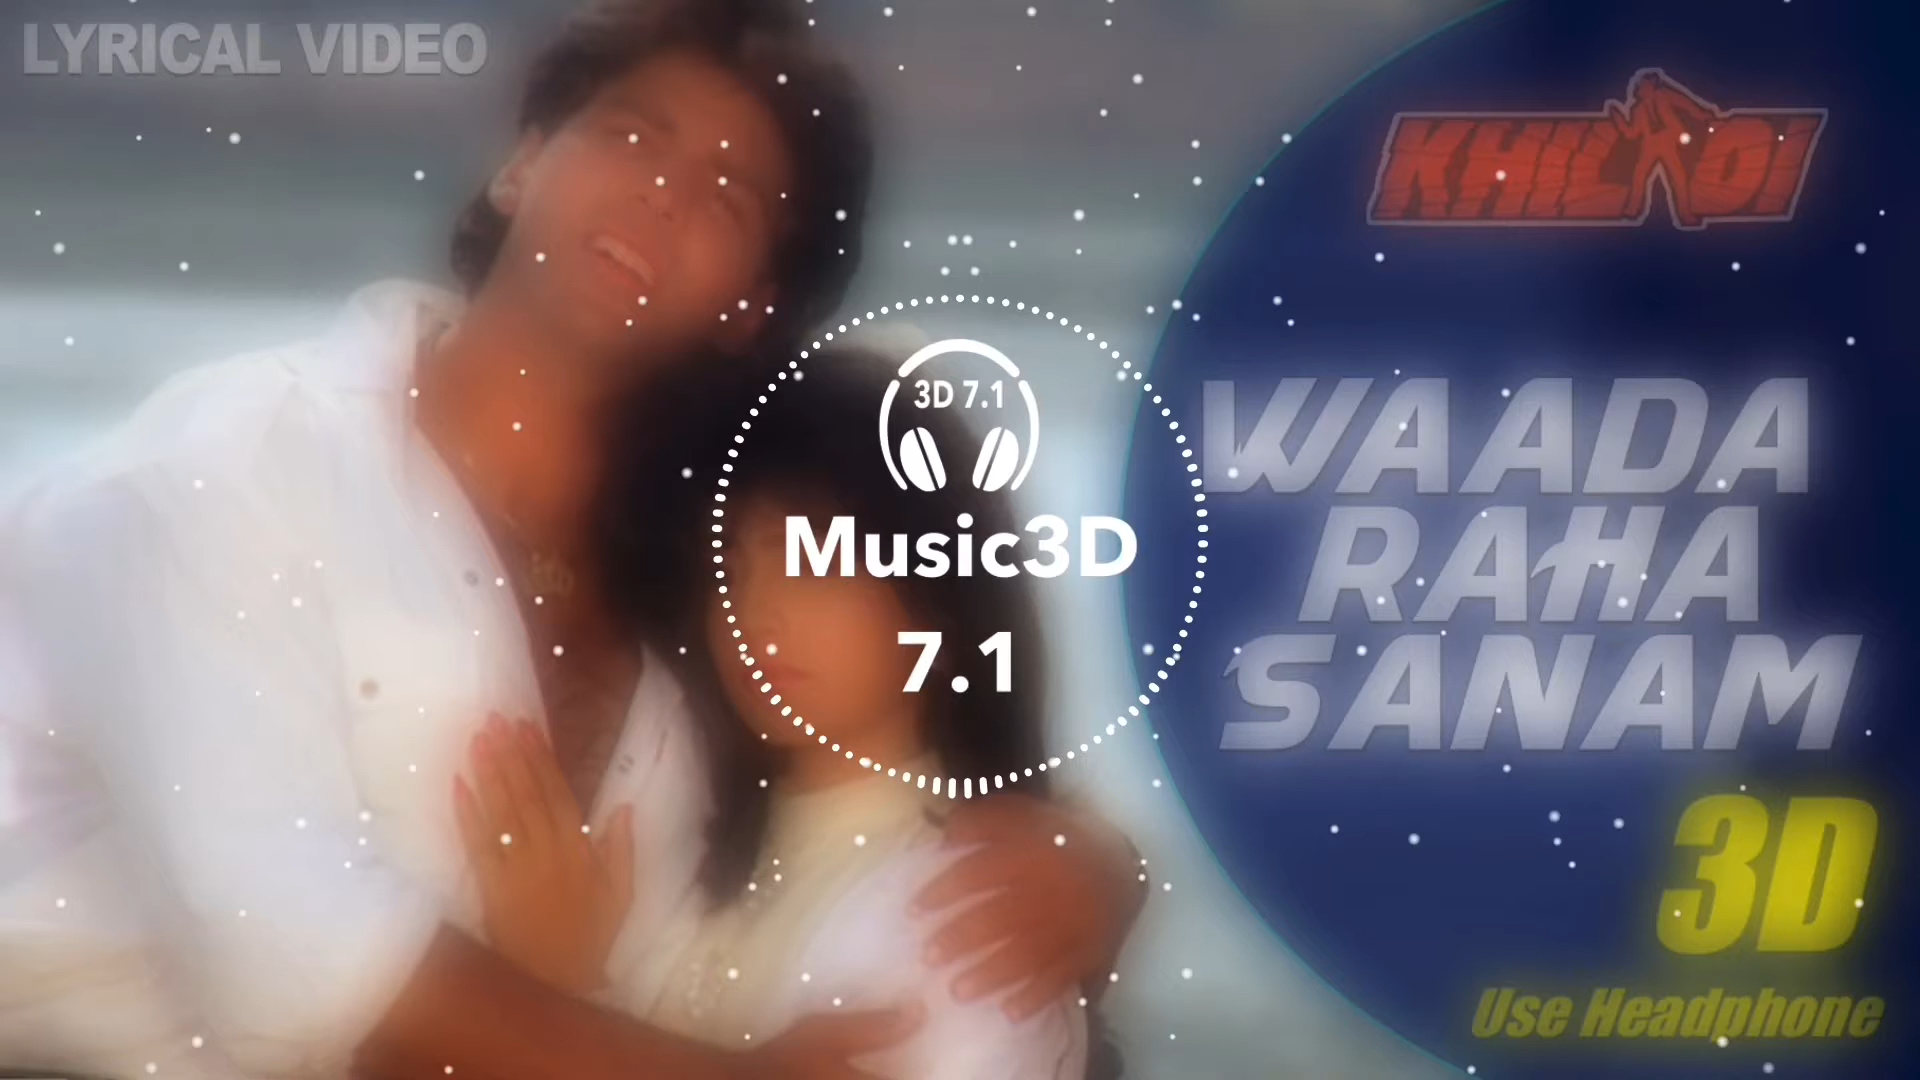 LYRICAL VIDEO
KHILADI
3D 7.1
Music3D
7.1
WAADA
RAHA
SANAM
3D
Use Headphone